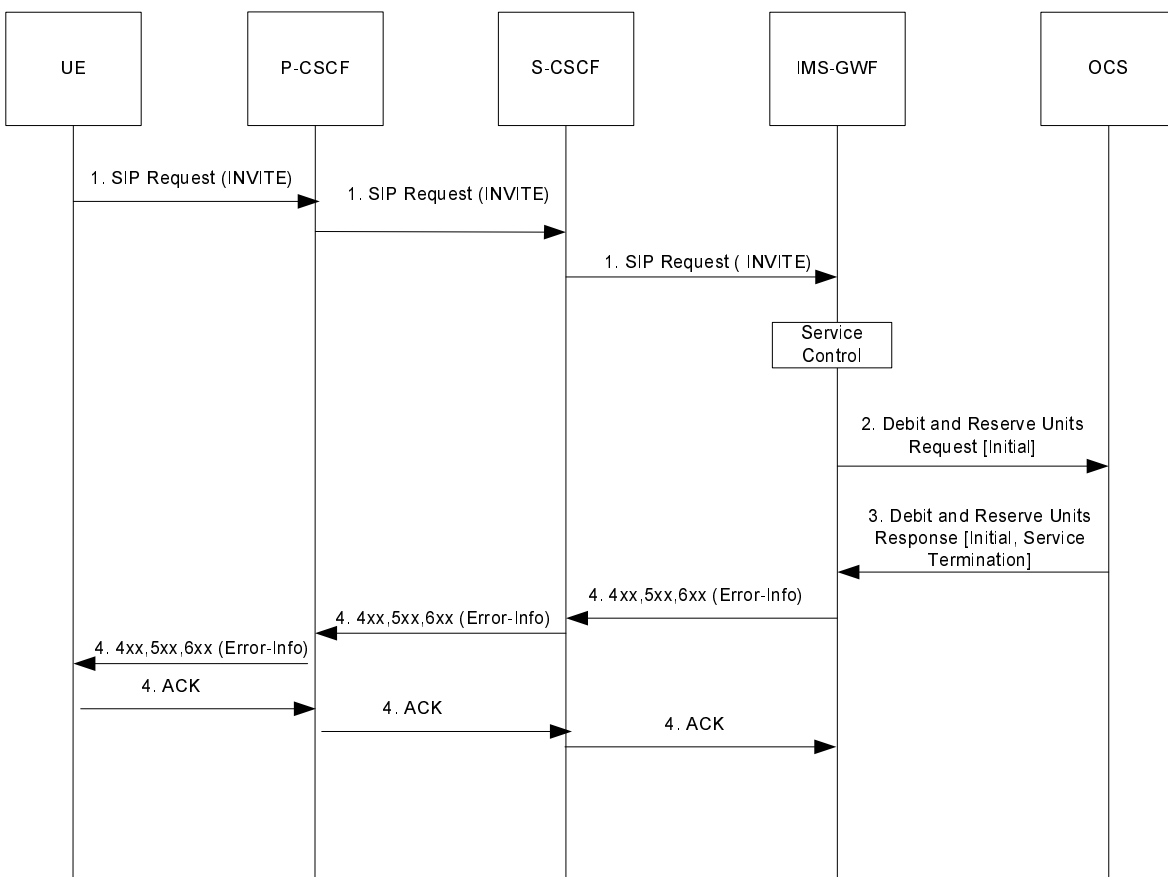 UE
P-CSCF
S-CSCF
IMS-GWF
OCS
1. SIP Request (INVITE)
1. SIP Request (INVITE)
1. SIP Request ( INVITE)
Service
Control
2. Debit and Reserve Units
Request [Initial]
3. Debit and Reserve Units
Response [Initial, Service
Termination]
4. 4xx,5xx,6xx (Error-Info)
4. 4xx,5xx,6xx (Error-Info)
4. 4xx,5xx,6xx (Error-Info)
4. ACK
4. ACK
4. ACK